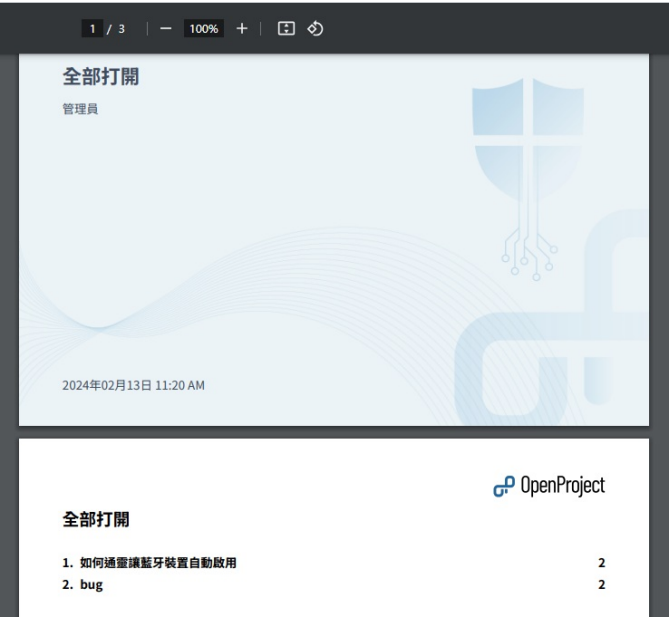 1 / 3 | − 100% + |
全部打開
管理員
2024年02月13日 11:20 AM
OpenProject
全部打開
1. 如何通靈讓藍牙裝置自動啟用 2
2. bug 2